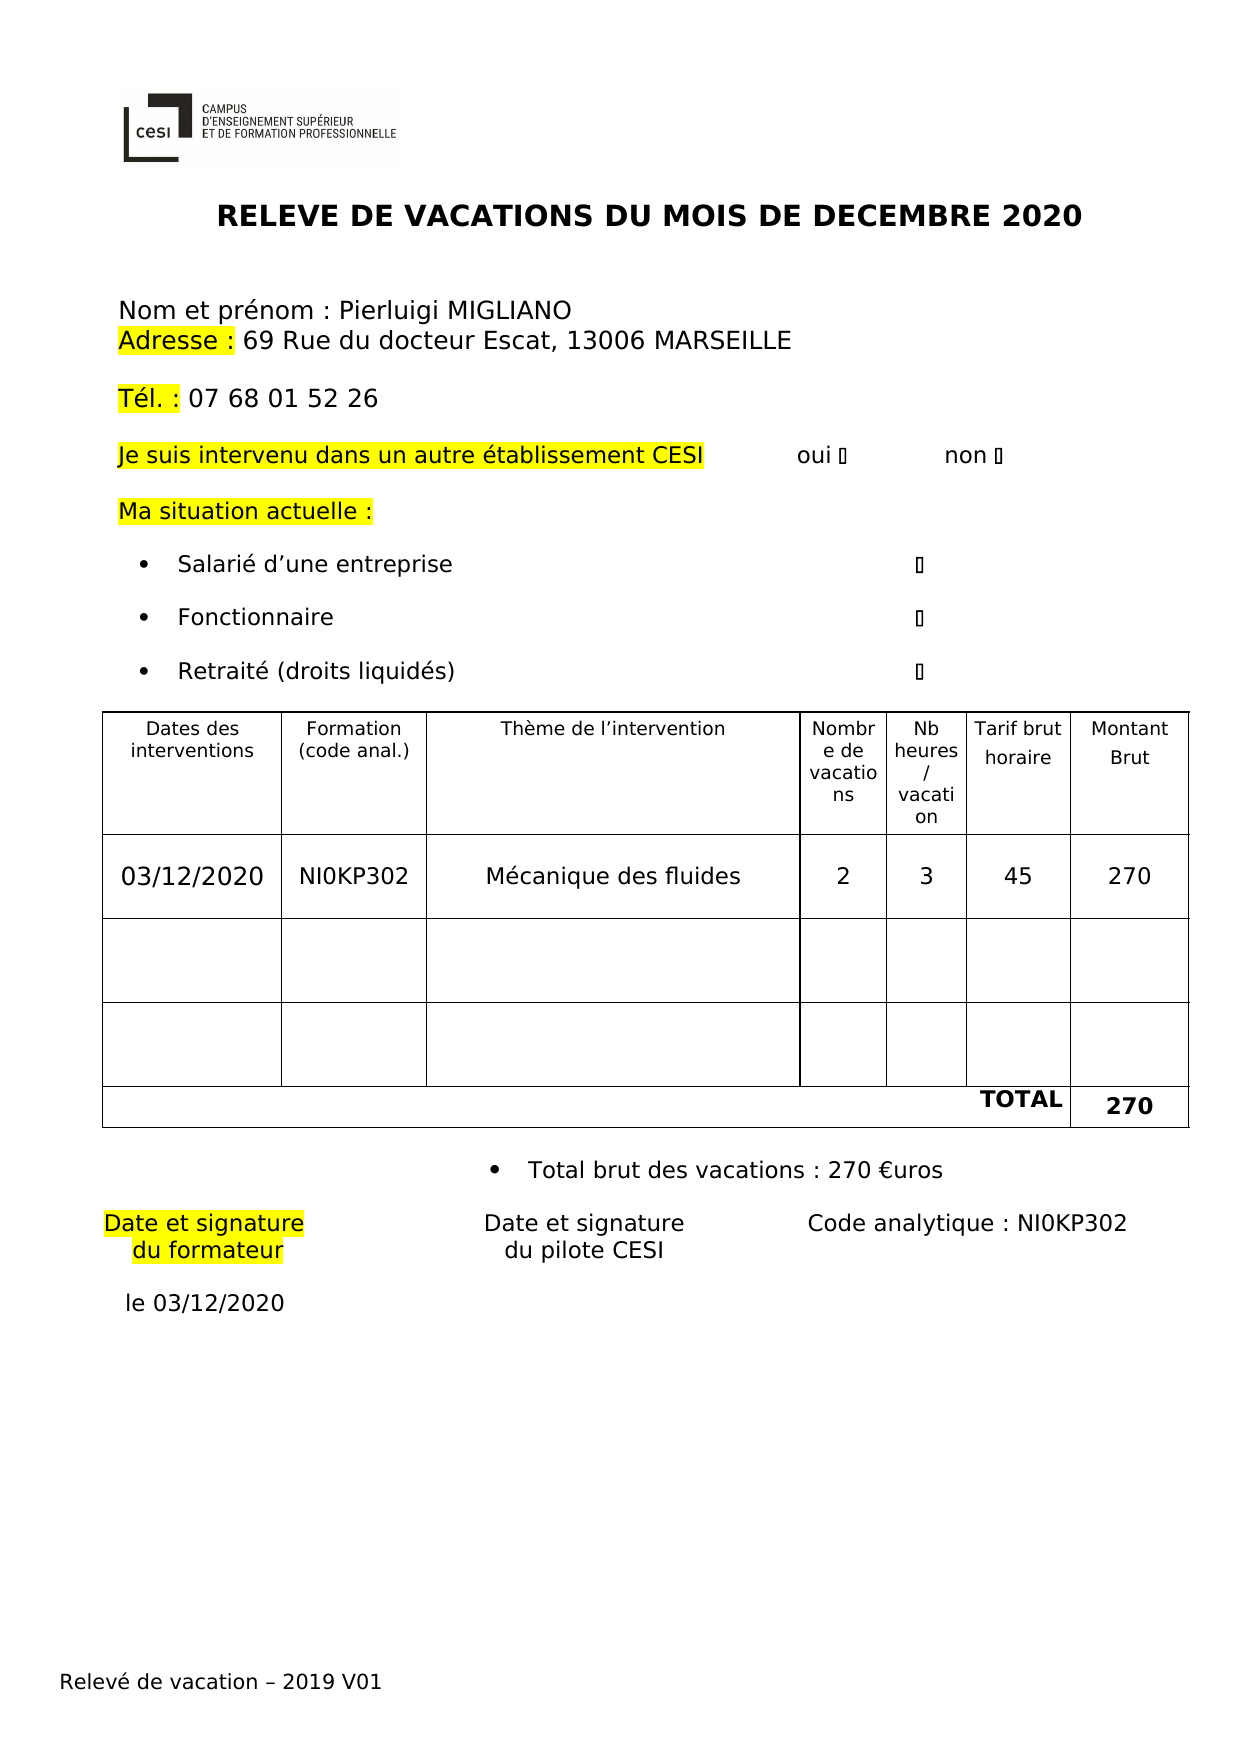 cesi
CAMPUS
D'ENSEIGNEMENT SUPÉRIEUR
ET DE FORMATION PROFESSIONNELLE
RELEVE DE VACATIONS DU MOIS DE DECEMBRE 2020
Nom et prénom : Pierluigi MIGLIANO
Adresse : 69 Rue du docteur Escat, 13006 MARSEILLE
Tél. : 07 68 01 52 26
Je suis intervenu dans un autre établissement CESI oui ▯ non ▯
Ma situation actuelle :
• Salarié d’une entreprise ▯
• Fonctionnaire ▯
• Retraité (droits liquidés) ▯
Dates des
interventions
Formation
(code anal.)
Thème de l’intervention
Nombr
e de
vacatio
ns
Nb
heures
/
vacati
on
Tarif brut
horaire
Montant
Brut
03/12/2020 NI0KP302 Mécanique des fluides 2 3 45 270
TOTAL 270
• Total brut des vacations : 270 €uros
Date et signature
du formateur
Date et signature
du pilote CESI
Code analytique : NI0KP302
le 03/12/2020
Relevé de vacation – 2019 V01